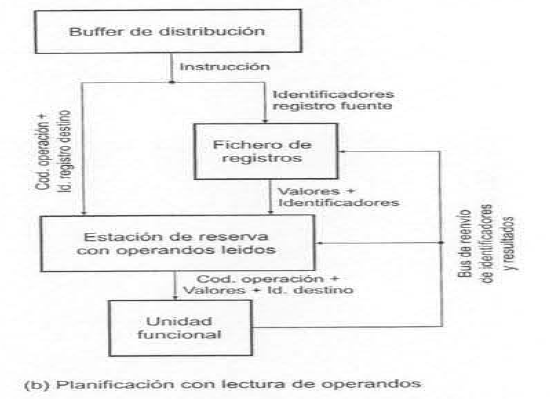 Buffer de distribución
Instrucción
Identificadores
registro fuente
Cod. operación +
Id. registro destino
Fichero de
registros
Valores +
Identificadores
Bus de reenvío
de identificadores
y resultados
Estación de reserva
con operandos leidos
Cod. operación +
Valores + Id. destino
Unidad
funcional
(b) Planificación con lectura de operandos